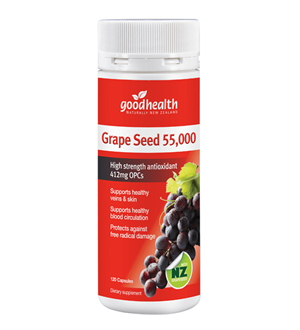 goodhealth
NATURALLY NEW ZEALAND
Grape Seed 55,000
High strength antioxidant
412mg OPCs
Supports healthy
veins & skin
Supports healthy
blood circulation
Protects against
free radical damage
NZ
120 Capsules
Dietary supplement